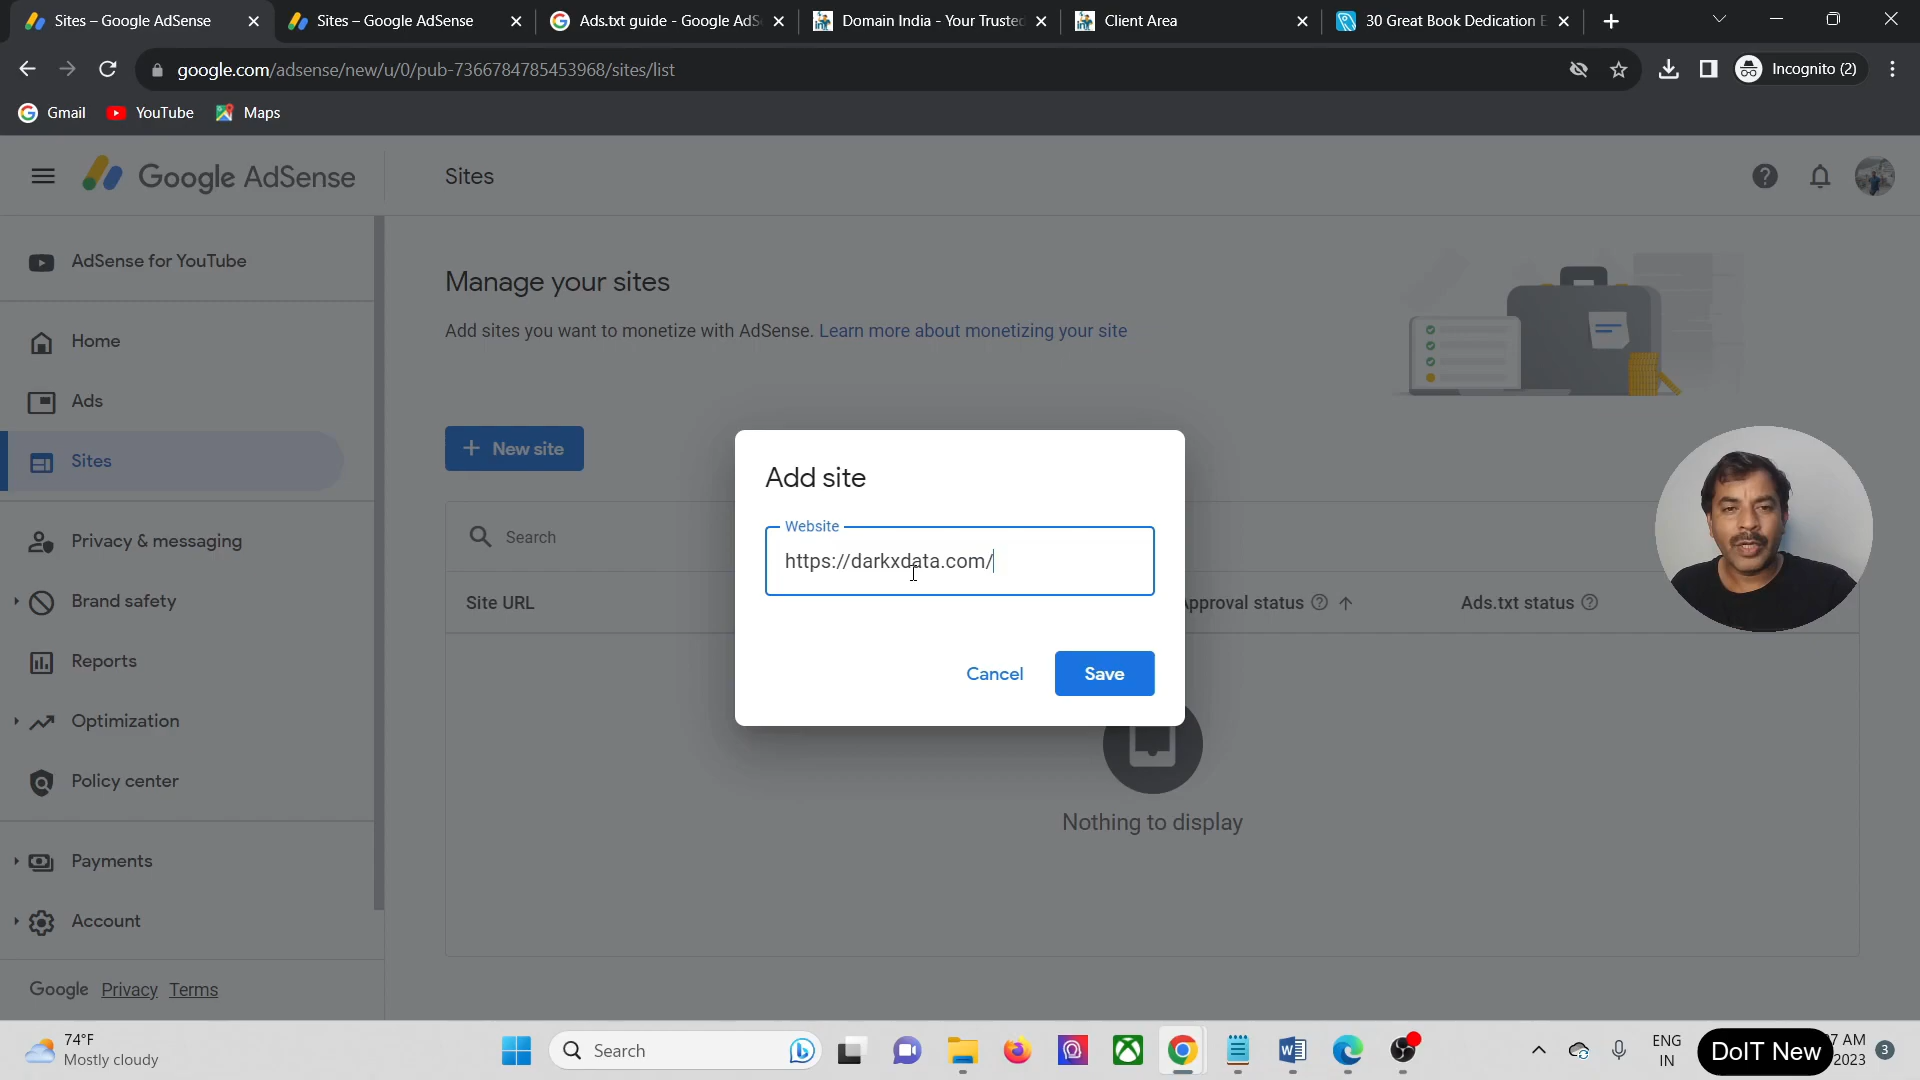 Sites – Google AdSense
Sites – Google AdSense
Ads.txt guide - Google AdS
Domain India - Your Trusted
Client Area
30 Great Book Dedication E
google.com/adsense/new/u/0/pub-7366784785453968/sites/list
Incognito (2)
Gmail
YouTube
Maps
Google AdSense
Sites
AdSense for YouTube
Home
Ads
Sites
Privacy & messaging
Brand safety
Reports
Optimization
Policy center
Payments
Account
Google Privacy Terms
Manage your sites
Add sites you want to monetize with AdSense. Learn more about monetizing your site
+ New site
Search
Site URL
Approval status
Ads.txt status
Add site
Website
https://darkxdata.com/
Cancel
Save
Nothing to display
74°F
Mostly cloudy
Search
ENG
IN
DoIT New
7 AM
2023
3